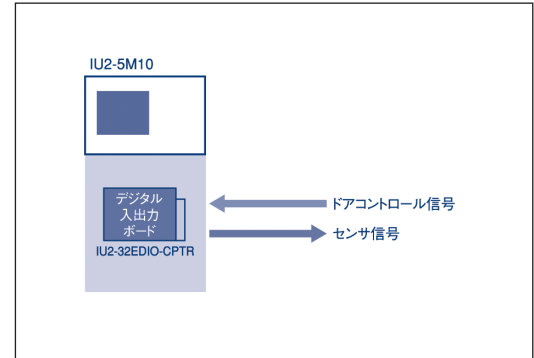 IU2-5M10
デジタル
入出力
ボード
IU2-32EDIO-CPTR
ドアコントロール信号
センサ信号